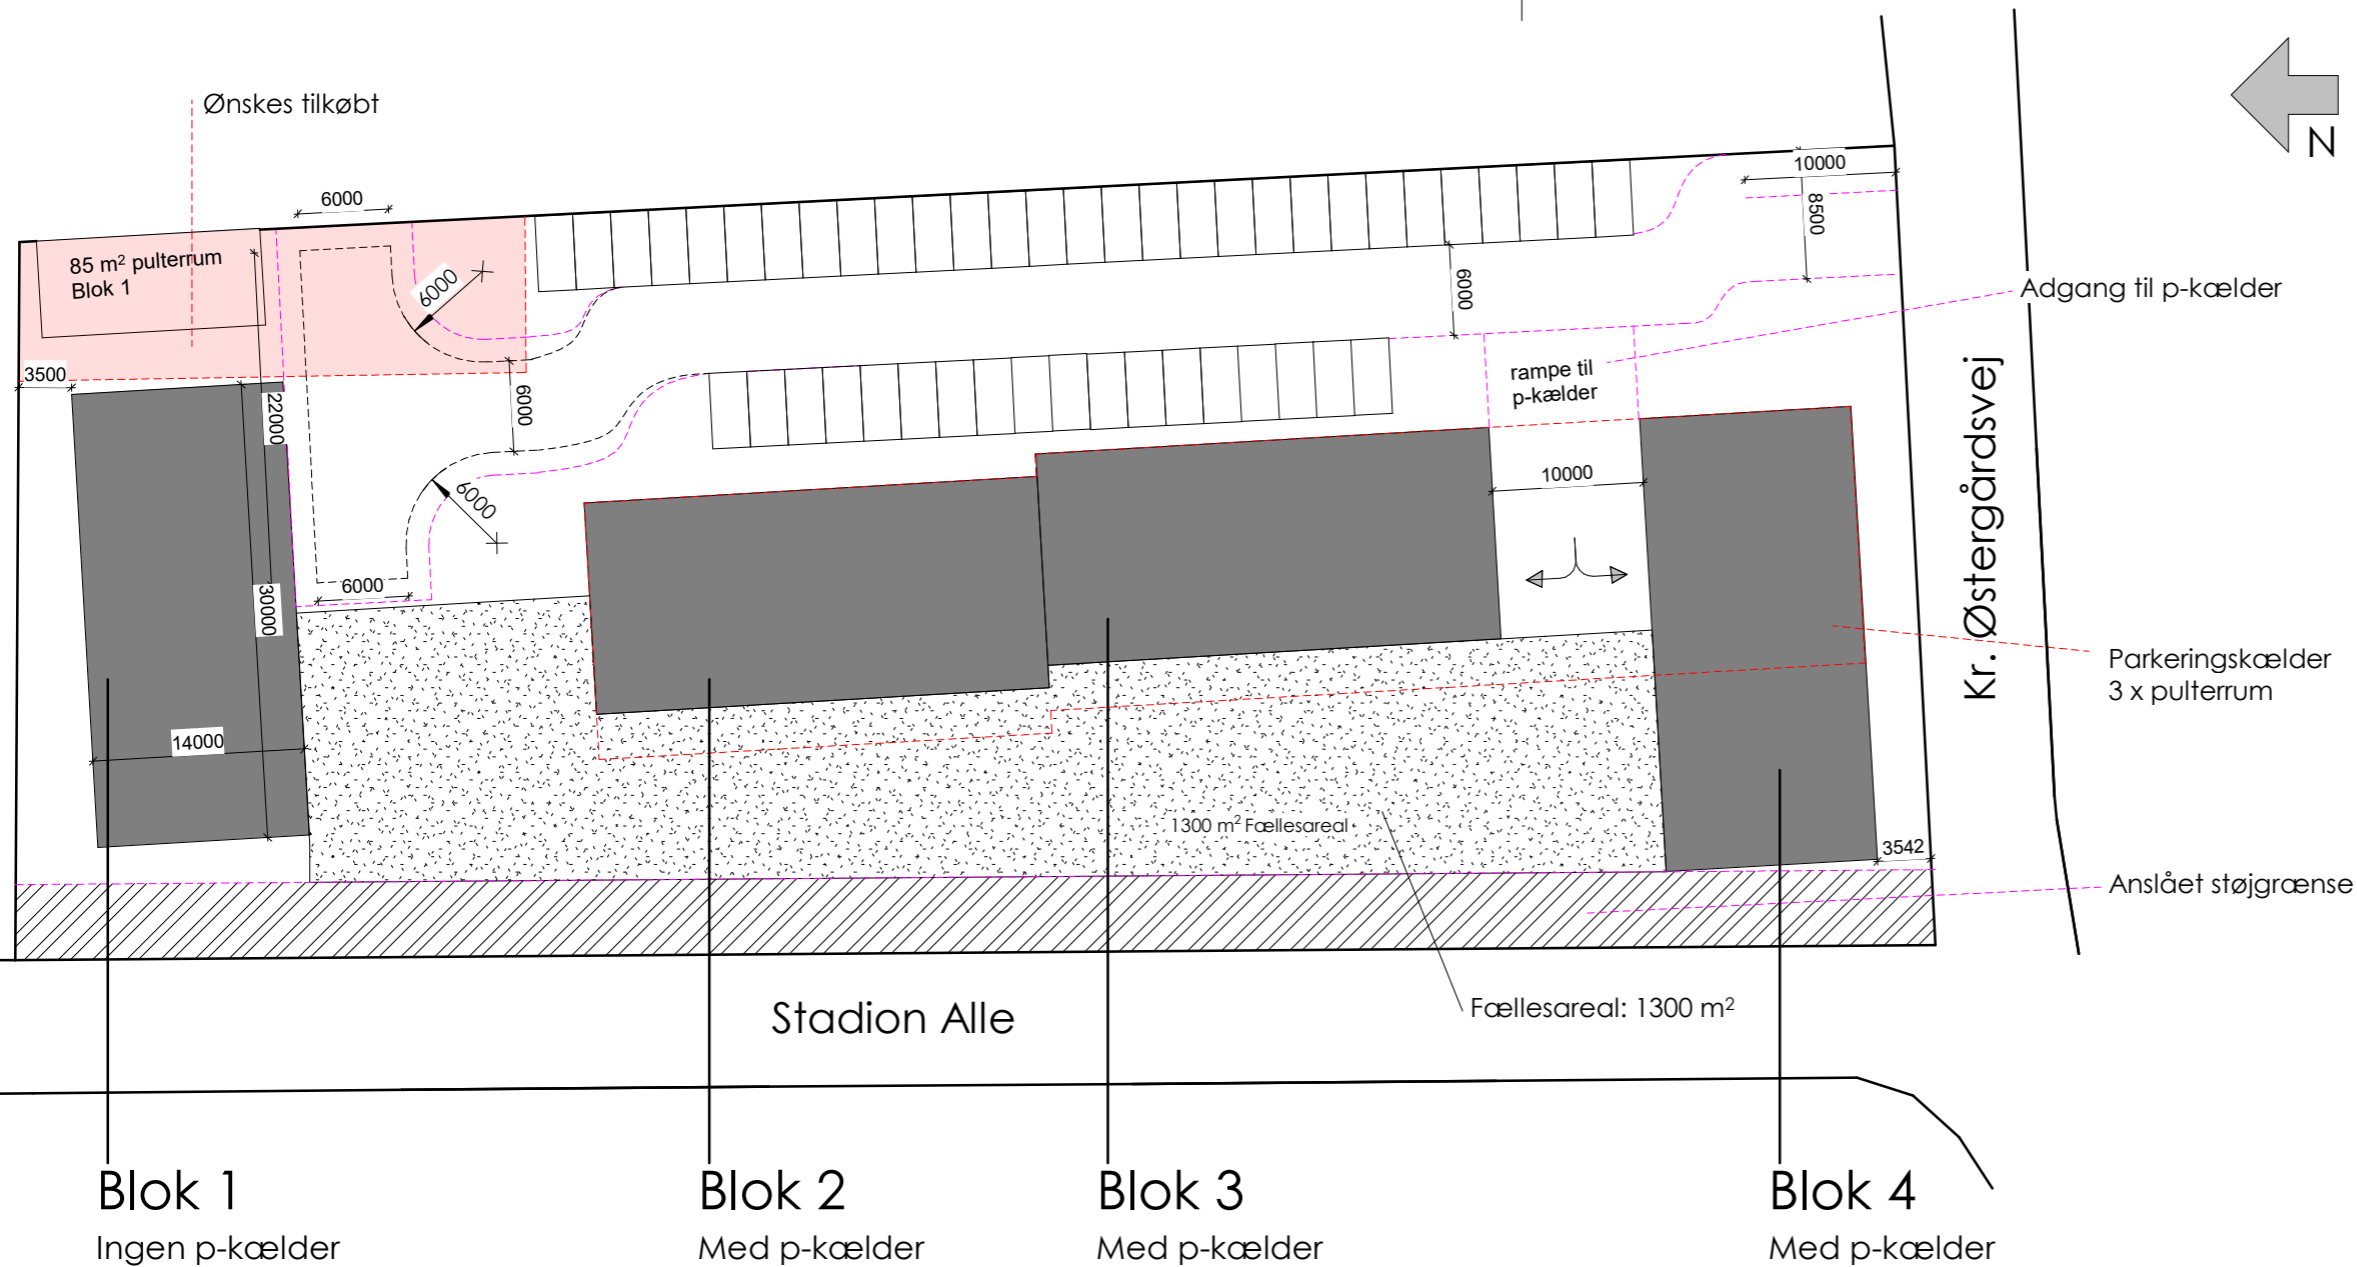 Ønskes tilkøbt
N
6000
10000
8500
85 m² pulterrum
Blok 1
6000
6000
Adgang til p-kælder
3500
22000
6000
rampe til
p-kælder
10000
6000
6000
30000
Kr. Østergårdsvej
Parkeringskælder
3 x pulterrum
14000
1300 m² Fællesareal
3542
Anslået støjgrænse
Fællesareal: 1300 m²
Stadion Alle
Blok 1
Ingen p-kælder
Blok 2
Med p-kælder
Blok 3
Med p-kælder
Blok 4
Med p-kælder